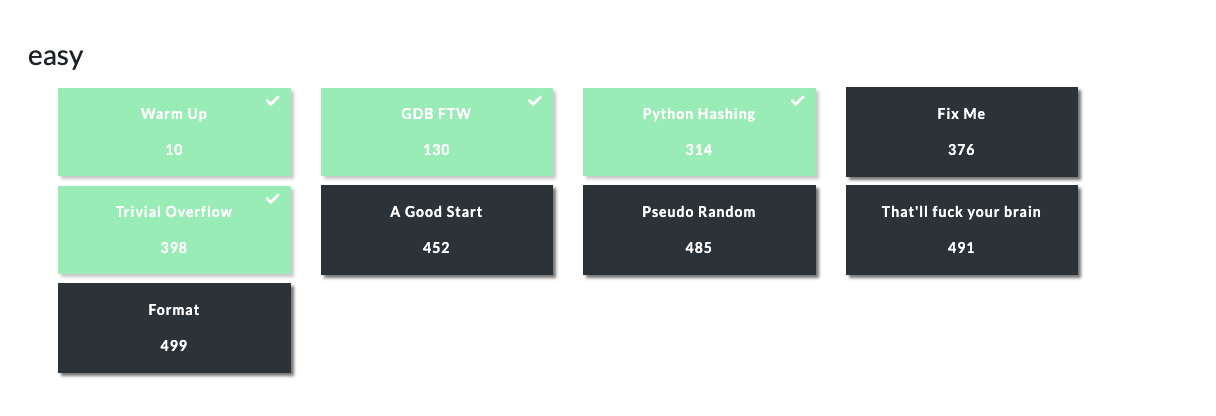 easy
Warm Up
10
GDB FTW
130
Python Hashing
314
Fix Me
376
Trivial Overflow
398
A Good Start
452
Pseudo Random
485
That'll fuck your brain
491
Format
499